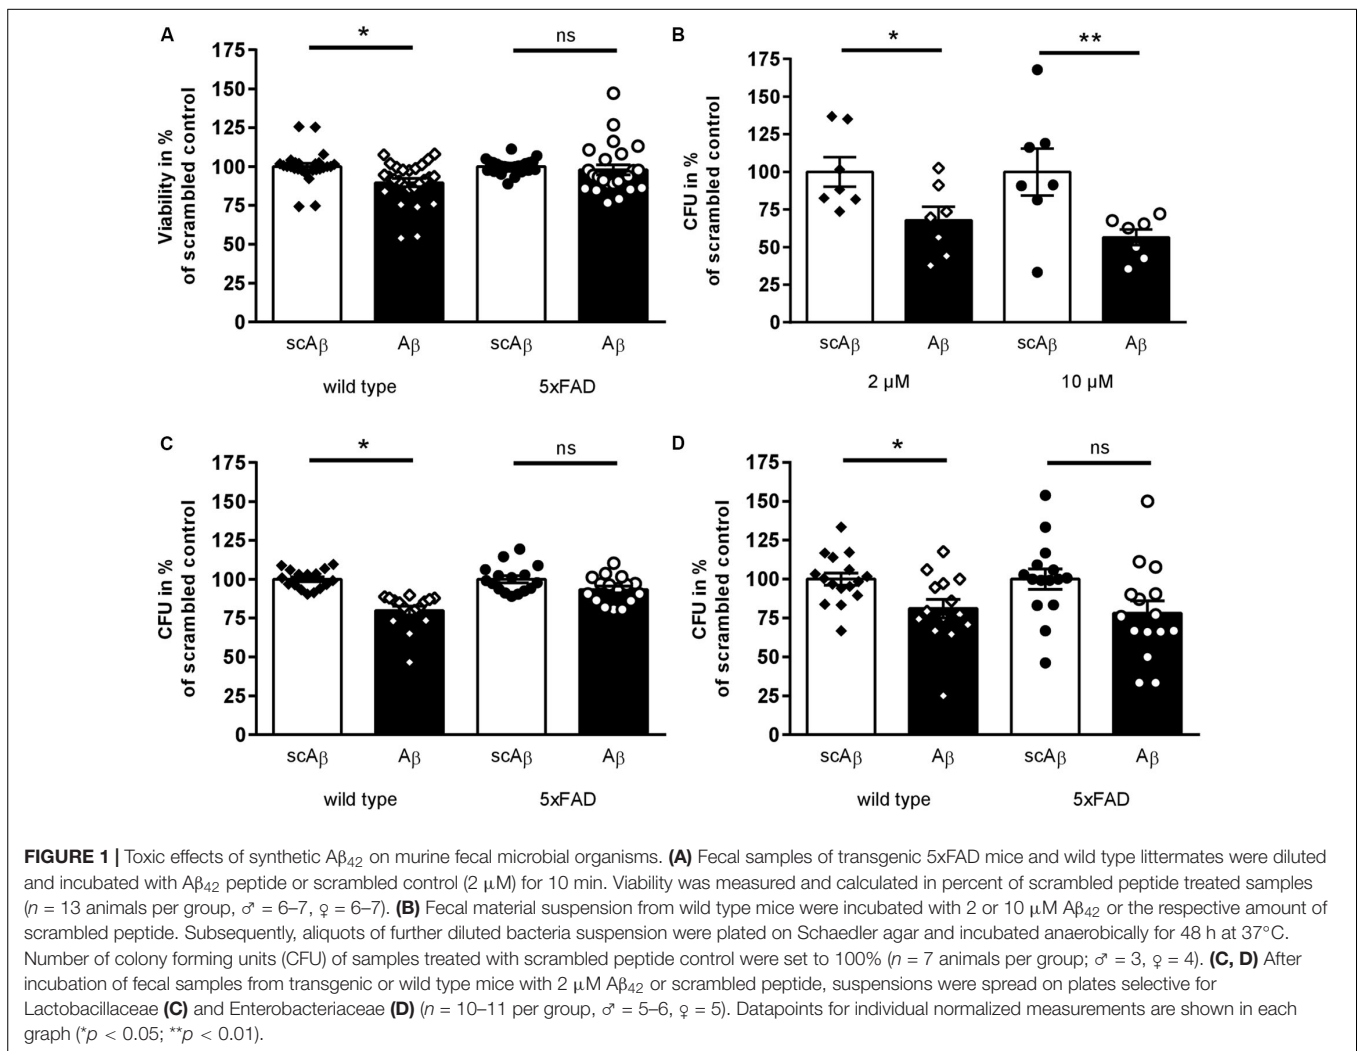 A
*
ns
175
150
125
100
75
50
25
0
Viability in %
of scrambled control
scAβ
Aβ
scAβ
Aβ
wild type
5xFAD
B
*
**
175
150
125
100
75
50
25
0
CFU in %
of scrambled control
scAβ
Aβ
scAβ
Aβ
2 µM
10 µM
C
*
ns
175
150
125
100
75
50
25
0
CFU in %
of scrambled control
scAβ
Aβ
scAβ
Aβ
wild type
5xFAD
D
*
ns
175
150
125
100
75
50
25
0
CFU in %
of scrambled control
scAβ
Aβ
scAβ
Aβ
wild type
5xFAD
FIGURE 1 | Toxic effects of synthetic Aβ42 on murine fecal microbial organisms. (A) Fecal samples of transgenic 5xFAD mice and wild type littermates were diluted
and incubated with Aβ42 peptide or scrambled control (2 µM) for 10 min. Viability was measured and calculated in percent of scrambled peptide treated samples
(n = 13 animals per group, ♂ = 6–7, ♀ = 6–7). (B) Fecal material suspension from wild type mice were incubated with 2 or 10 µM Aβ42 or the respective amount of
scrambled peptide. Subsequently, aliquots of further diluted bacteria suspension were plated on Schaedler agar and incubated anaerobically for 48 h at 37°C.
Number of colony forming units (CFU) of samples treated with scrambled peptide control were set to 100% (n = 7 animals per group; ♂ = 3, ♀ = 4). (C, D) After
incubation of fecal samples from transgenic or wild type mice with 2 µM Aβ42 or scrambled peptide, suspensions were spread on plates selective for
Lactobacillaceae (C) and Enterobacteriaceae (D) (n = 10–11 per group, ♂ = 5–6, ♀ = 5). Datapoints for individual normalized measurements are shown in each
graph (*p < 0.05; **p < 0.01).